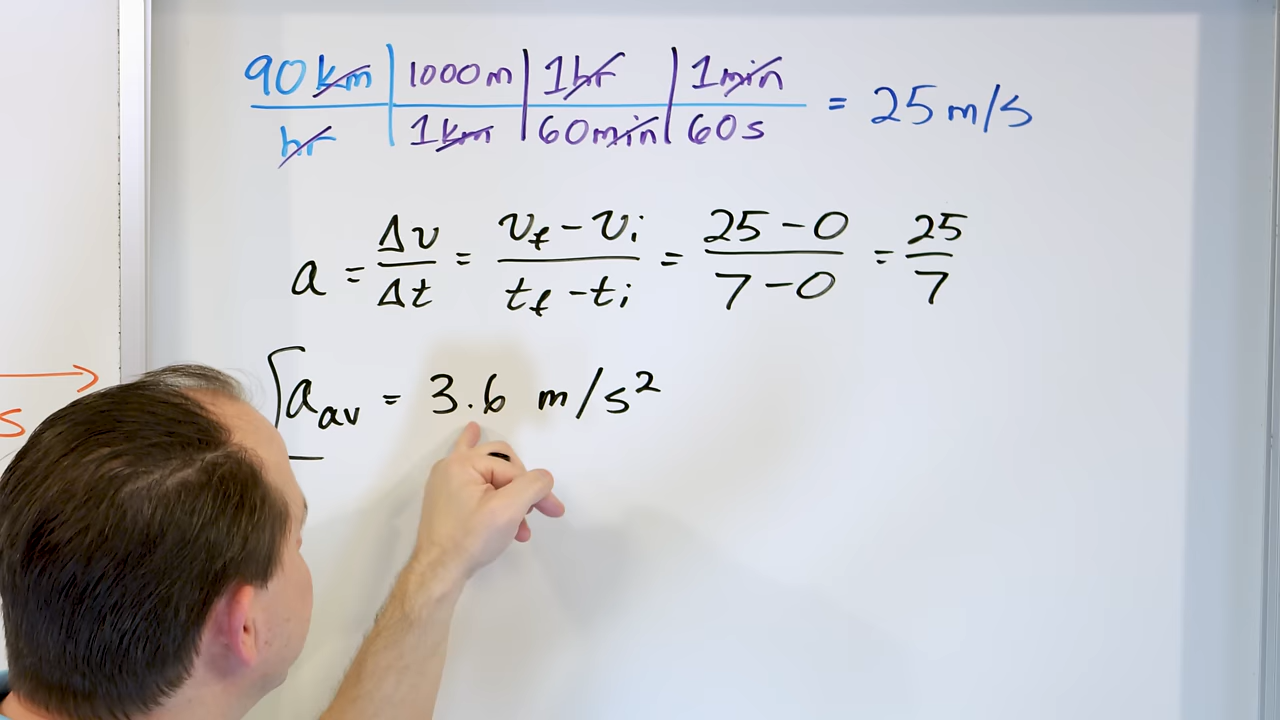 90 km | 1000 m | 1 hr | 1 min
hr | 1 km | 60 min | 60 s = 25 m/s
a = Δv/Δt = (v_f - v_i)/(t_f - t_i) = (25 - 0)/(7 - 0) = 25/7
a_av = 3.6 m/s²
s